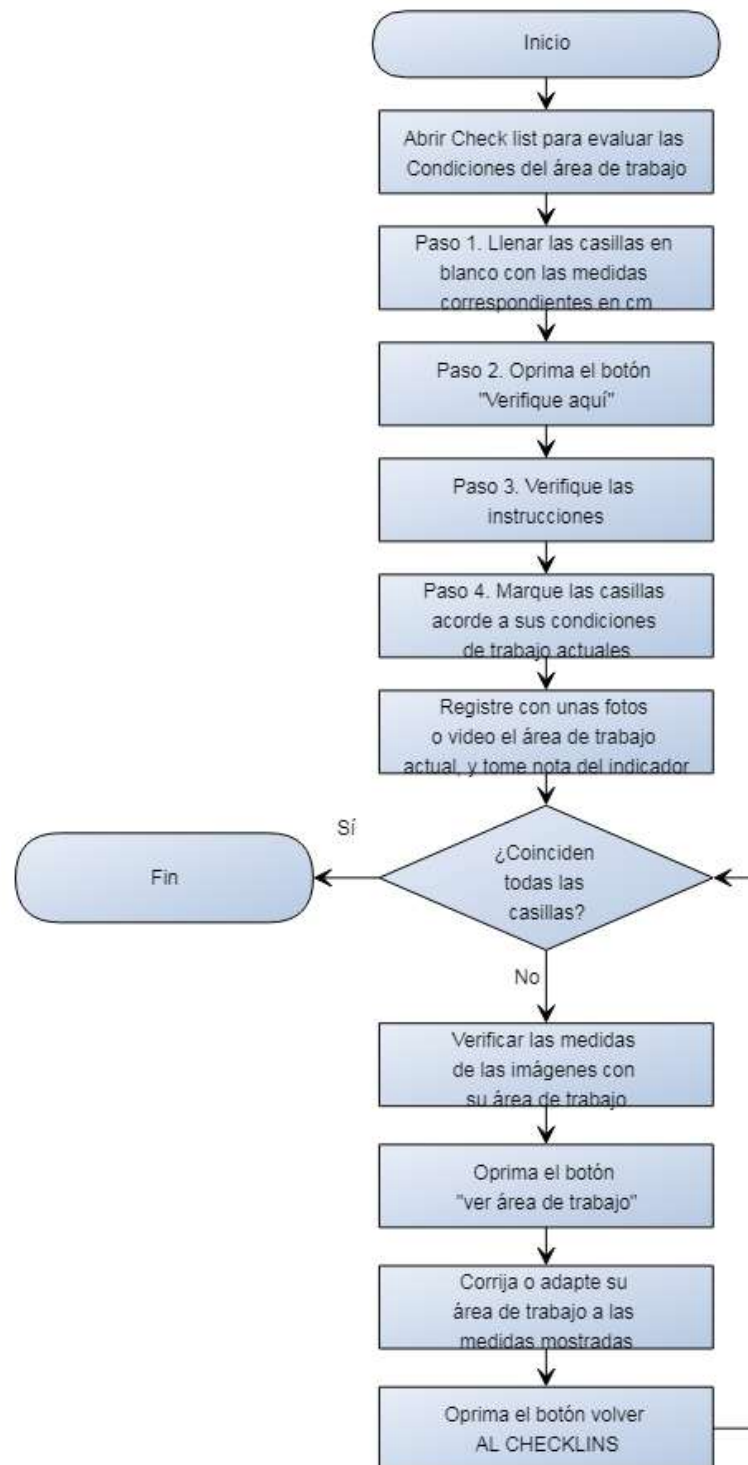 Inicio
Abrir Check list para evaluar las
Condiciones del área de trabajo
Paso 1. Llenar las casillas en
blanco con las medidas
correspondientes en cm
Paso 2. Oprima el botón
"Verifique aquí"
Paso 3. Verifique las
instrucciones
Paso 4. Marque las casillas
acorde a sus condiciones
de trabajo actuales
Registre con unas fotos
o video el área de trabajo
actual, y tome nota del indicador
Sí
¿Coinciden
todas las
casillas?
Fin
No
Verificar las medidas
de las imágenes con
su área de trabajo
Oprima el botón
"ver área de trabajo"
Corrija o adapte su
área de trabajo a las
medidas mostradas
Oprima el botón volver
AL CHECKLINS